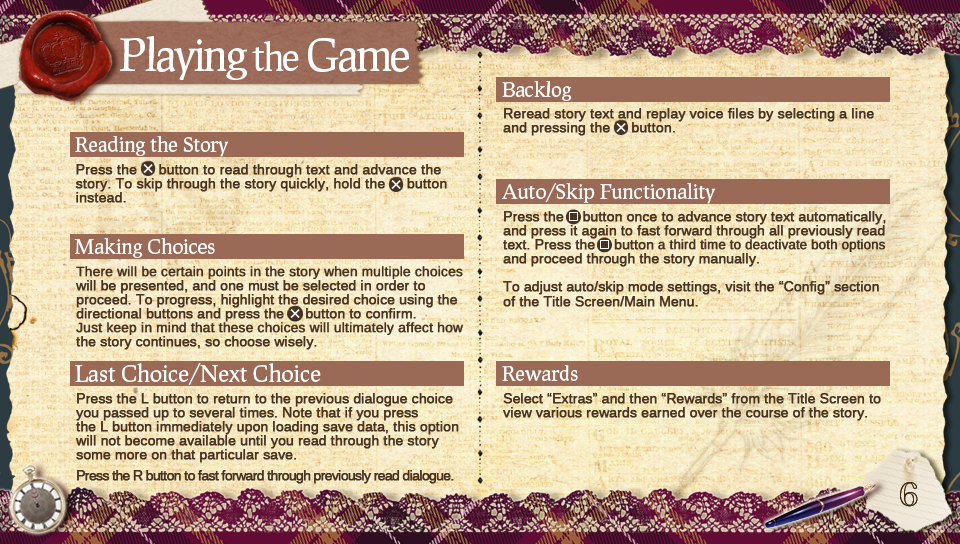 Playing the Game
Reading the Story
Press the ⊗ button to read through text and advance the
story. To skip through the story quickly, hold the ⊗ button
instead.
Making Choices
There will be certain points in the story when multiple choices
will be presented, and one must be selected in order to
proceed. To progress, highlight the desired choice using the
directional buttons and press the ⊗ button to confirm.
Just keep in mind that these choices will ultimately affect how
the story continues, so choose wisely.
Last Choice/Next Choice
Press the L button to return to the previous dialogue choice
you passed up to several times. Note that if you press
the L button immediately upon loading save data, this option
will not become available until you read through the story
some more on that particular save.
Press the R button to fast forward through previously read dialogue.
Backlog
Reread story text and replay voice files by selecting a line
and pressing the ⊗ button.
Auto/Skip Functionality
Press the □ button once to advance story text automatically,
and press it again to fast forward through all previously read
text. Press the □ button a third time to deactivate both options
and proceed through the story manually.
To adjust auto/skip mode settings, visit the “Config” section
of the Title Screen/Main Menu.
Rewards
Select “Extras” and then “Rewards” from the Title Screen to
view various rewards earned over the course of the story.
6